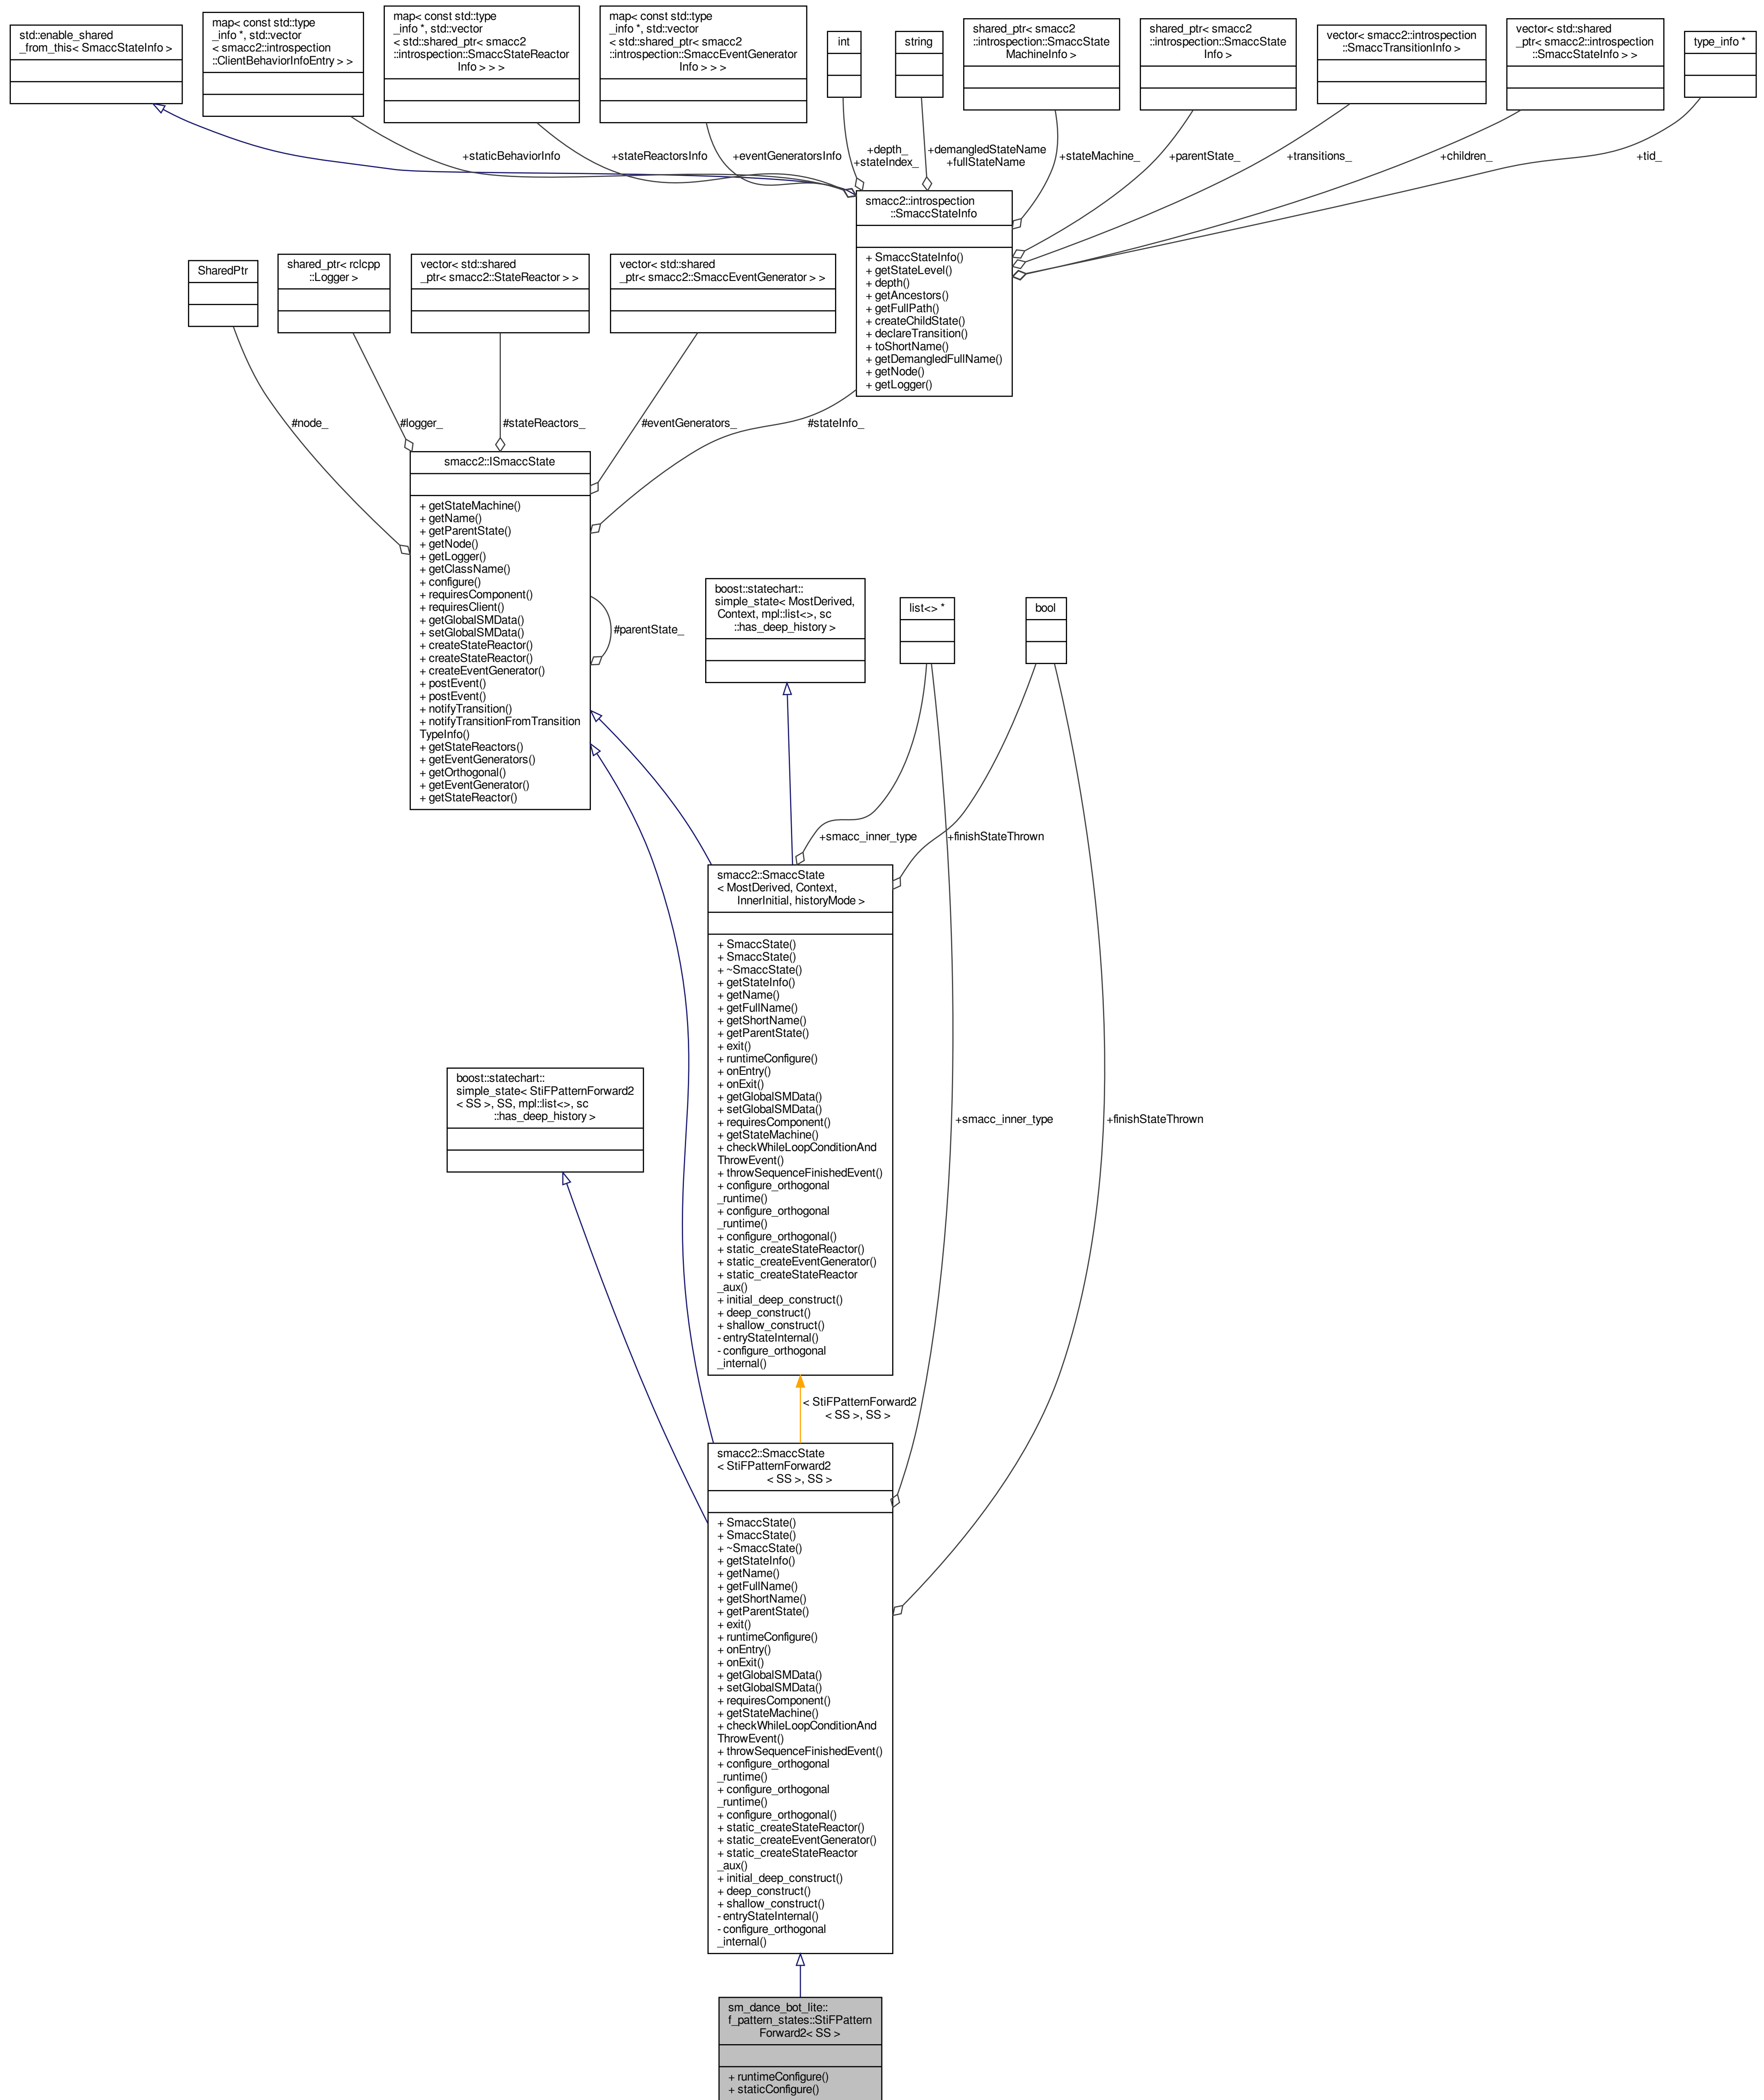 std::enable_shared
_from_this< SmaccStateInfo >
map< const std::type
_info *, std::vector
< smacc2::introspection
::ClientBehaviorInfoEntry > >
map< const std::type
_info *, std::vector
< std::shared_ptr< smacc2
::introspection::SmaccStateReactor
Info > > >
map< const std::type
_info *, std::vector
< std::shared_ptr< smacc2
::introspection::SmaccEventGenerator
Info > > >
int
string
shared_ptr< smacc2
::introspection::SmaccState
MachineInfo >
shared_ptr< smacc2
::introspection::SmaccState
Info >
vector< smacc2::introspection
::SmaccTransitionInfo >
vector< std::shared
_ptr< smacc2::introspection
::SmaccStateInfo > >
type_info *
+staticBehaviorInfo
+stateReactorsInfo
+eventGeneratorsInfo
+depth_
+stateIndex_
+demangledStateName
+fullStateName
+stateMachine_
+parentState_
+transitions_
+children_
+tid_
smacc2::introspection
::SmaccStateInfo
+ SmaccStateInfo()
+ getStateLevel()
+ depth()
+ getAncestors()
+ getFullPath()
+ createChildState()
+ declareTransition()
+ toShortName()
+ getDemangledFullName()
+ getNode()
+ getLogger()
SharedPtr
shared_ptr< rclcpp
::Logger >
vector< std::shared
_ptr< smacc2::StateReactor > >
vector< std::shared
_ptr< smacc2::SmaccEventGenerator > >
#node_
#logger_
#stateReactors_
#eventGenerators_
#stateInfo_
smacc2::ISmaccState
+ getStateMachine()
+ getName()
+ getParentState()
+ getNode()
+ getLogger()
+ getClassName()
+ configure()
+ requiresComponent()
+ requiresClient()
+ getGlobalSMData()
+ setGlobalSMData()
+ createStateReactor()
+ createStateReactor()
+ createEventGenerator()
+ postEvent()
+ postEvent()
+ notifyTransition()
+ notifyTransitionFromTransition
TypeInfo()
+ getStateReactors()
+ getEventGenerators()
+ getOrthogonal()
+ getEventGenerator()
+ getStateReactor()
#parentState_
boost::statechart::
simple_state< MostDerived,
Context, mpl::list<>, sc
::has_deep_history >
list<> *
bool
+smacc_inner_type
+finishStateThrown
smacc2::SmaccState
< MostDerived, Context,
InnerInitial, historyMode >
+ SmaccState()
+ SmaccState()
+ ~SmaccState()
+ getStateInfo()
+ getName()
+ getFullName()
+ getShortName()
+ getParentState()
+ exit()
+ runtimeConfigure()
+ onEntry()
+ onExit()
+ getGlobalSMData()
+ setGlobalSMData()
+ requiresComponent()
+ getStateMachine()
+ checkWhileLoopConditionAnd
ThrowEvent()
+ throwSequenceFinishedEvent()
+ configure_orthogonal
_runtime()
+ configure_orthogonal
_runtime()
+ configure_orthogonal()
+ static_createStateReactor()
+ static_createEventGenerator()
+ static_createStateReactor
_aux()
+ initial_deep_construct()
+ deep_construct()
+ shallow_construct()
- entryStateInternal()
- configure_orthogonal
_internal()
boost::statechart::
simple_state< StiFPatternForward2
< SS >, SS, mpl::list<>, sc
::has_deep_history >
+smacc_inner_type
+finishStateThrown
< StiFPatternForward2
< SS >, SS >
smacc2::SmaccState
< StiFPatternForward2
< SS >, SS >
+ SmaccState()
+ SmaccState()
+ ~SmaccState()
+ getStateInfo()
+ getName()
+ getFullName()
+ getShortName()
+ getParentState()
+ exit()
+ runtimeConfigure()
+ onEntry()
+ onExit()
+ getGlobalSMData()
+ setGlobalSMData()
+ requiresComponent()
+ getStateMachine()
+ checkWhileLoopConditionAnd
ThrowEvent()
+ throwSequenceFinishedEvent()
+ configure_orthogonal
_runtime()
+ configure_orthogonal
_runtime()
+ configure_orthogonal()
+ static_createStateReactor()
+ static_createEventGenerator()
+ static_createStateReactor
_aux()
+ initial_deep_construct()
+ deep_construct()
+ shallow_construct()
- entryStateInternal()
- configure_orthogonal
_internal()
sm_dance_bot_lite::
f_pattern_states::StiFPattern
Forward2< SS >
+ runtimeConfigure()
+ staticConfigure()